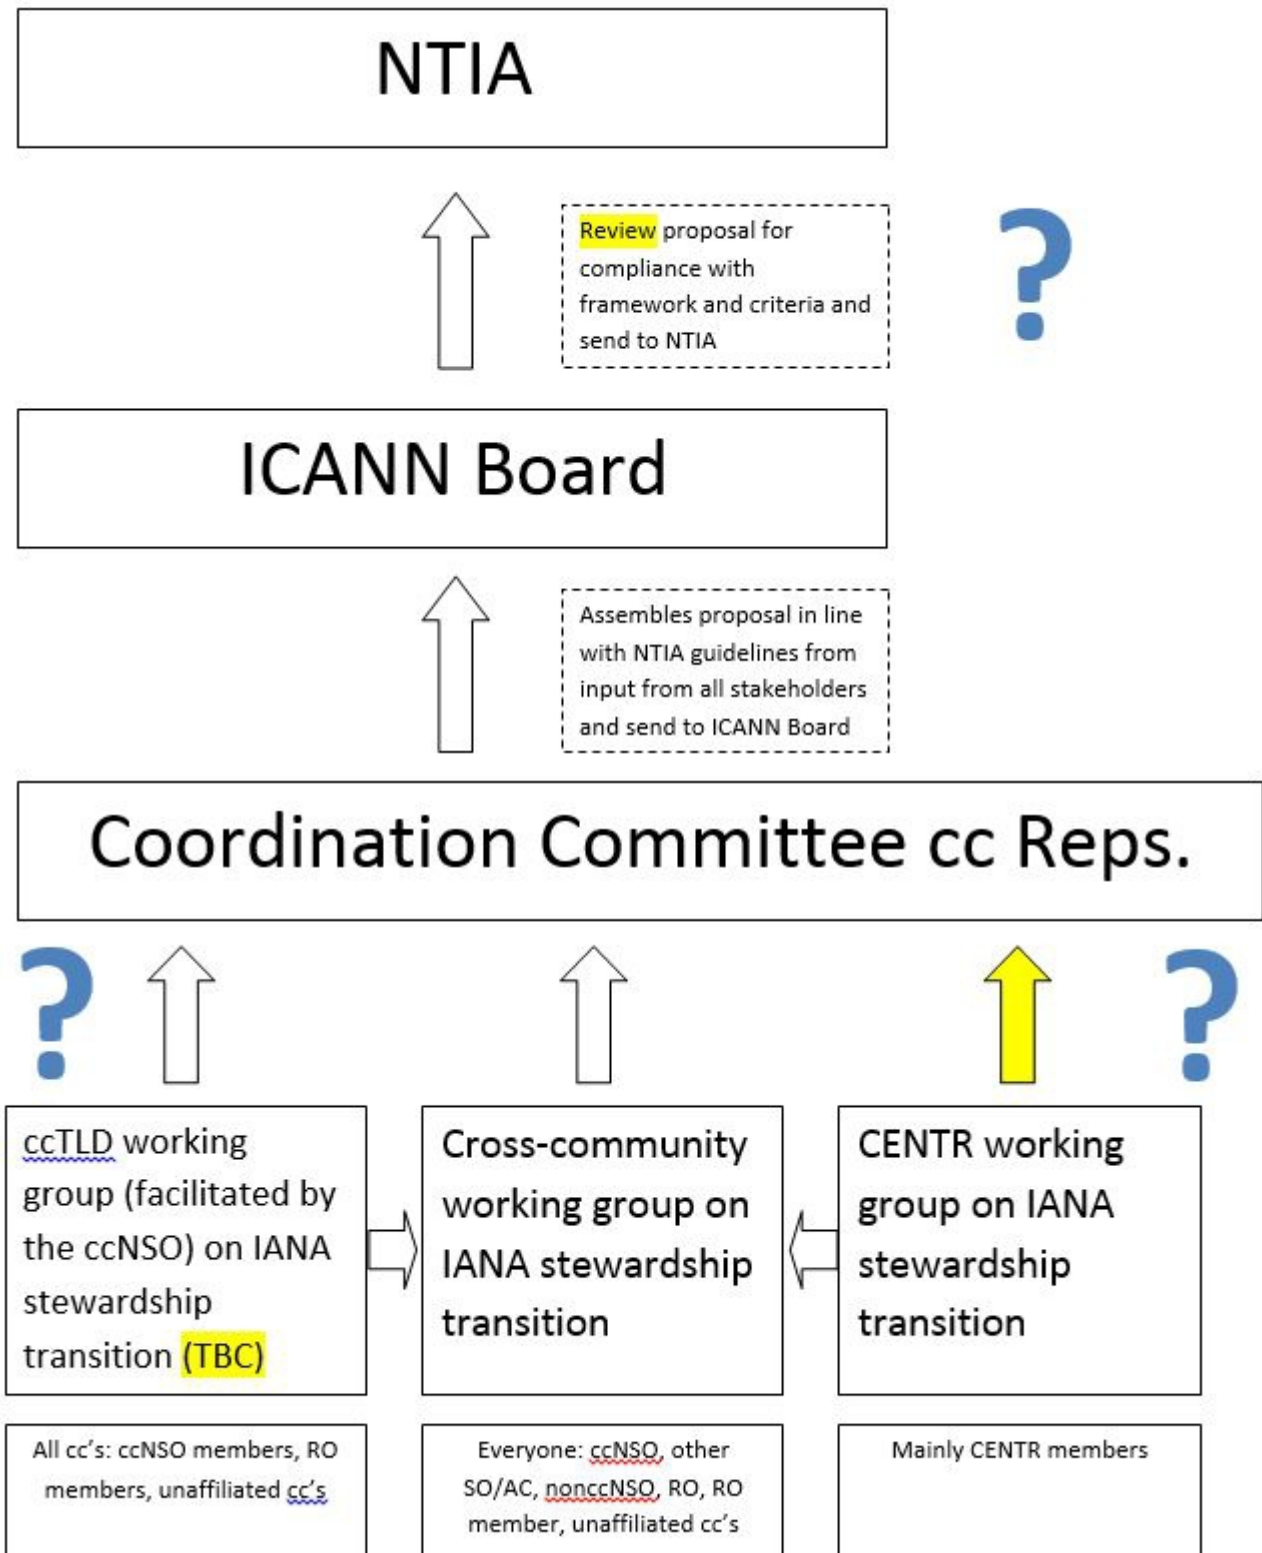 NTIA
Review proposal for
compliance with
framework and criteria and
send to NTIA
?
ICANN Board
Assembles proposal in line
with NTIA guidelines from
input from all stakeholders
and send to ICANN Board
Coordination Committee cc Reps.
?
?
ccTLD working
group (facilitated by
the ccNSO) on IANA
stewardship
transition (TBC)
Cross-community
working group on
IANA stewardship
transition
CENTR working
group on IANA
stewardship
transition
All cc's: ccNSO members, RO
members, unaffiliated cc's
Everyone: ccNSO, other
SO/AC, nonccNSO, RO, RO
member, unaffiliated cc's
Mainly CENTR members